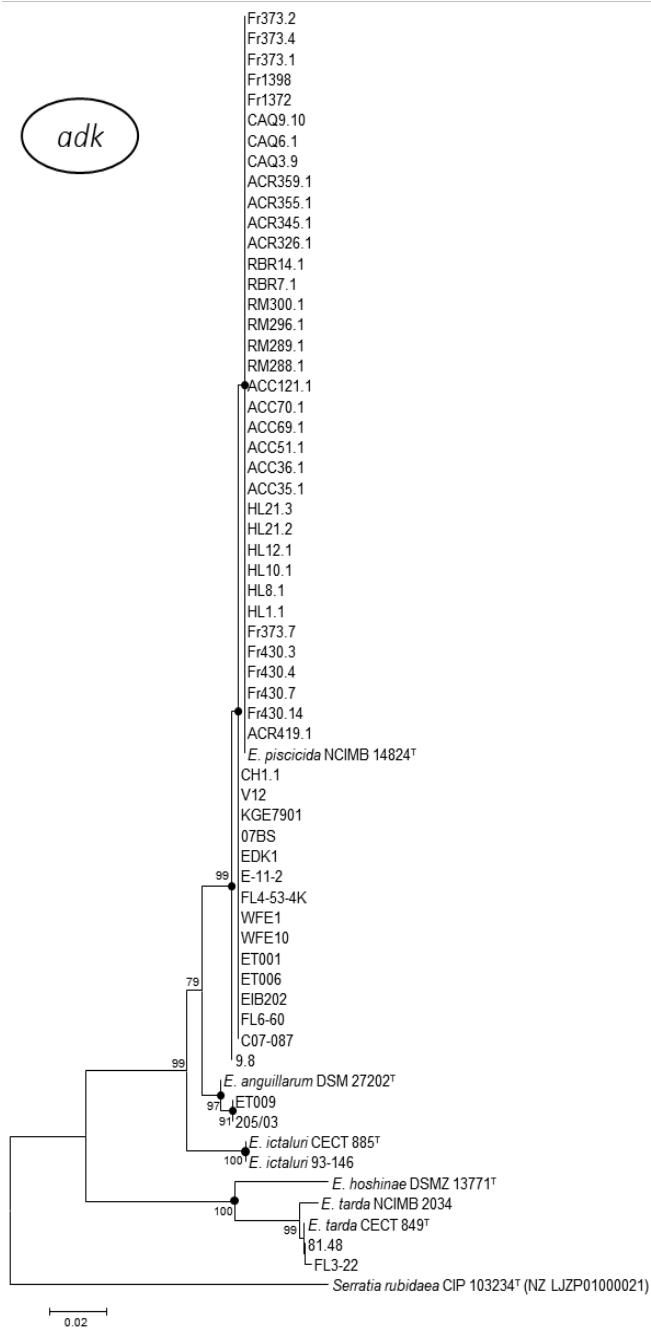 Fr373.2
Fr373.4
Fr373.1
Fr1398
Fr1372
CAQ9.10
adk
CAQ6.1
CAQ3.9
ACR359.1
ACR355.1
ACR345.1
ACR326.1
RBR14.1
RBR7.1
RM300.1
RM296.1
RM289.1
RM288.1
ACC121.1
ACC70.1
ACC69.1
ACC51.1
ACC36.1
ACC35.1
HL21.3
HL21.2
HL12.1
HL10.1
HL8.1
HL1.1
Fr373.7
Fr430.3
Fr430.4
Fr430.7
Fr430.14
ACR419.1
E. piscicida NCIMB 14824ᵀ
CH1.1
V12
KGE7901
07BS
EDK1
99 E-11-2
FL4-53-4K
WFE1
WFE10
ET001
79 ET006
EIB202
FL6-60
C07-087
99 9.8
E. anguillarum DSM 27202ᵀ
97 ET009
91 205/03
E. ictaluri CECT 885ᵀ
100 E. ictaluri 93-146
E. hoshinae DSMZ 13771ᵀ
100 E. tarda NCIMB 2034
99 E. tarda CECT 849ᵀ
81.48
FL3-22
Serratia rubidaea CIP 103234ᵀ (NZ LJZP01000021)
0.02